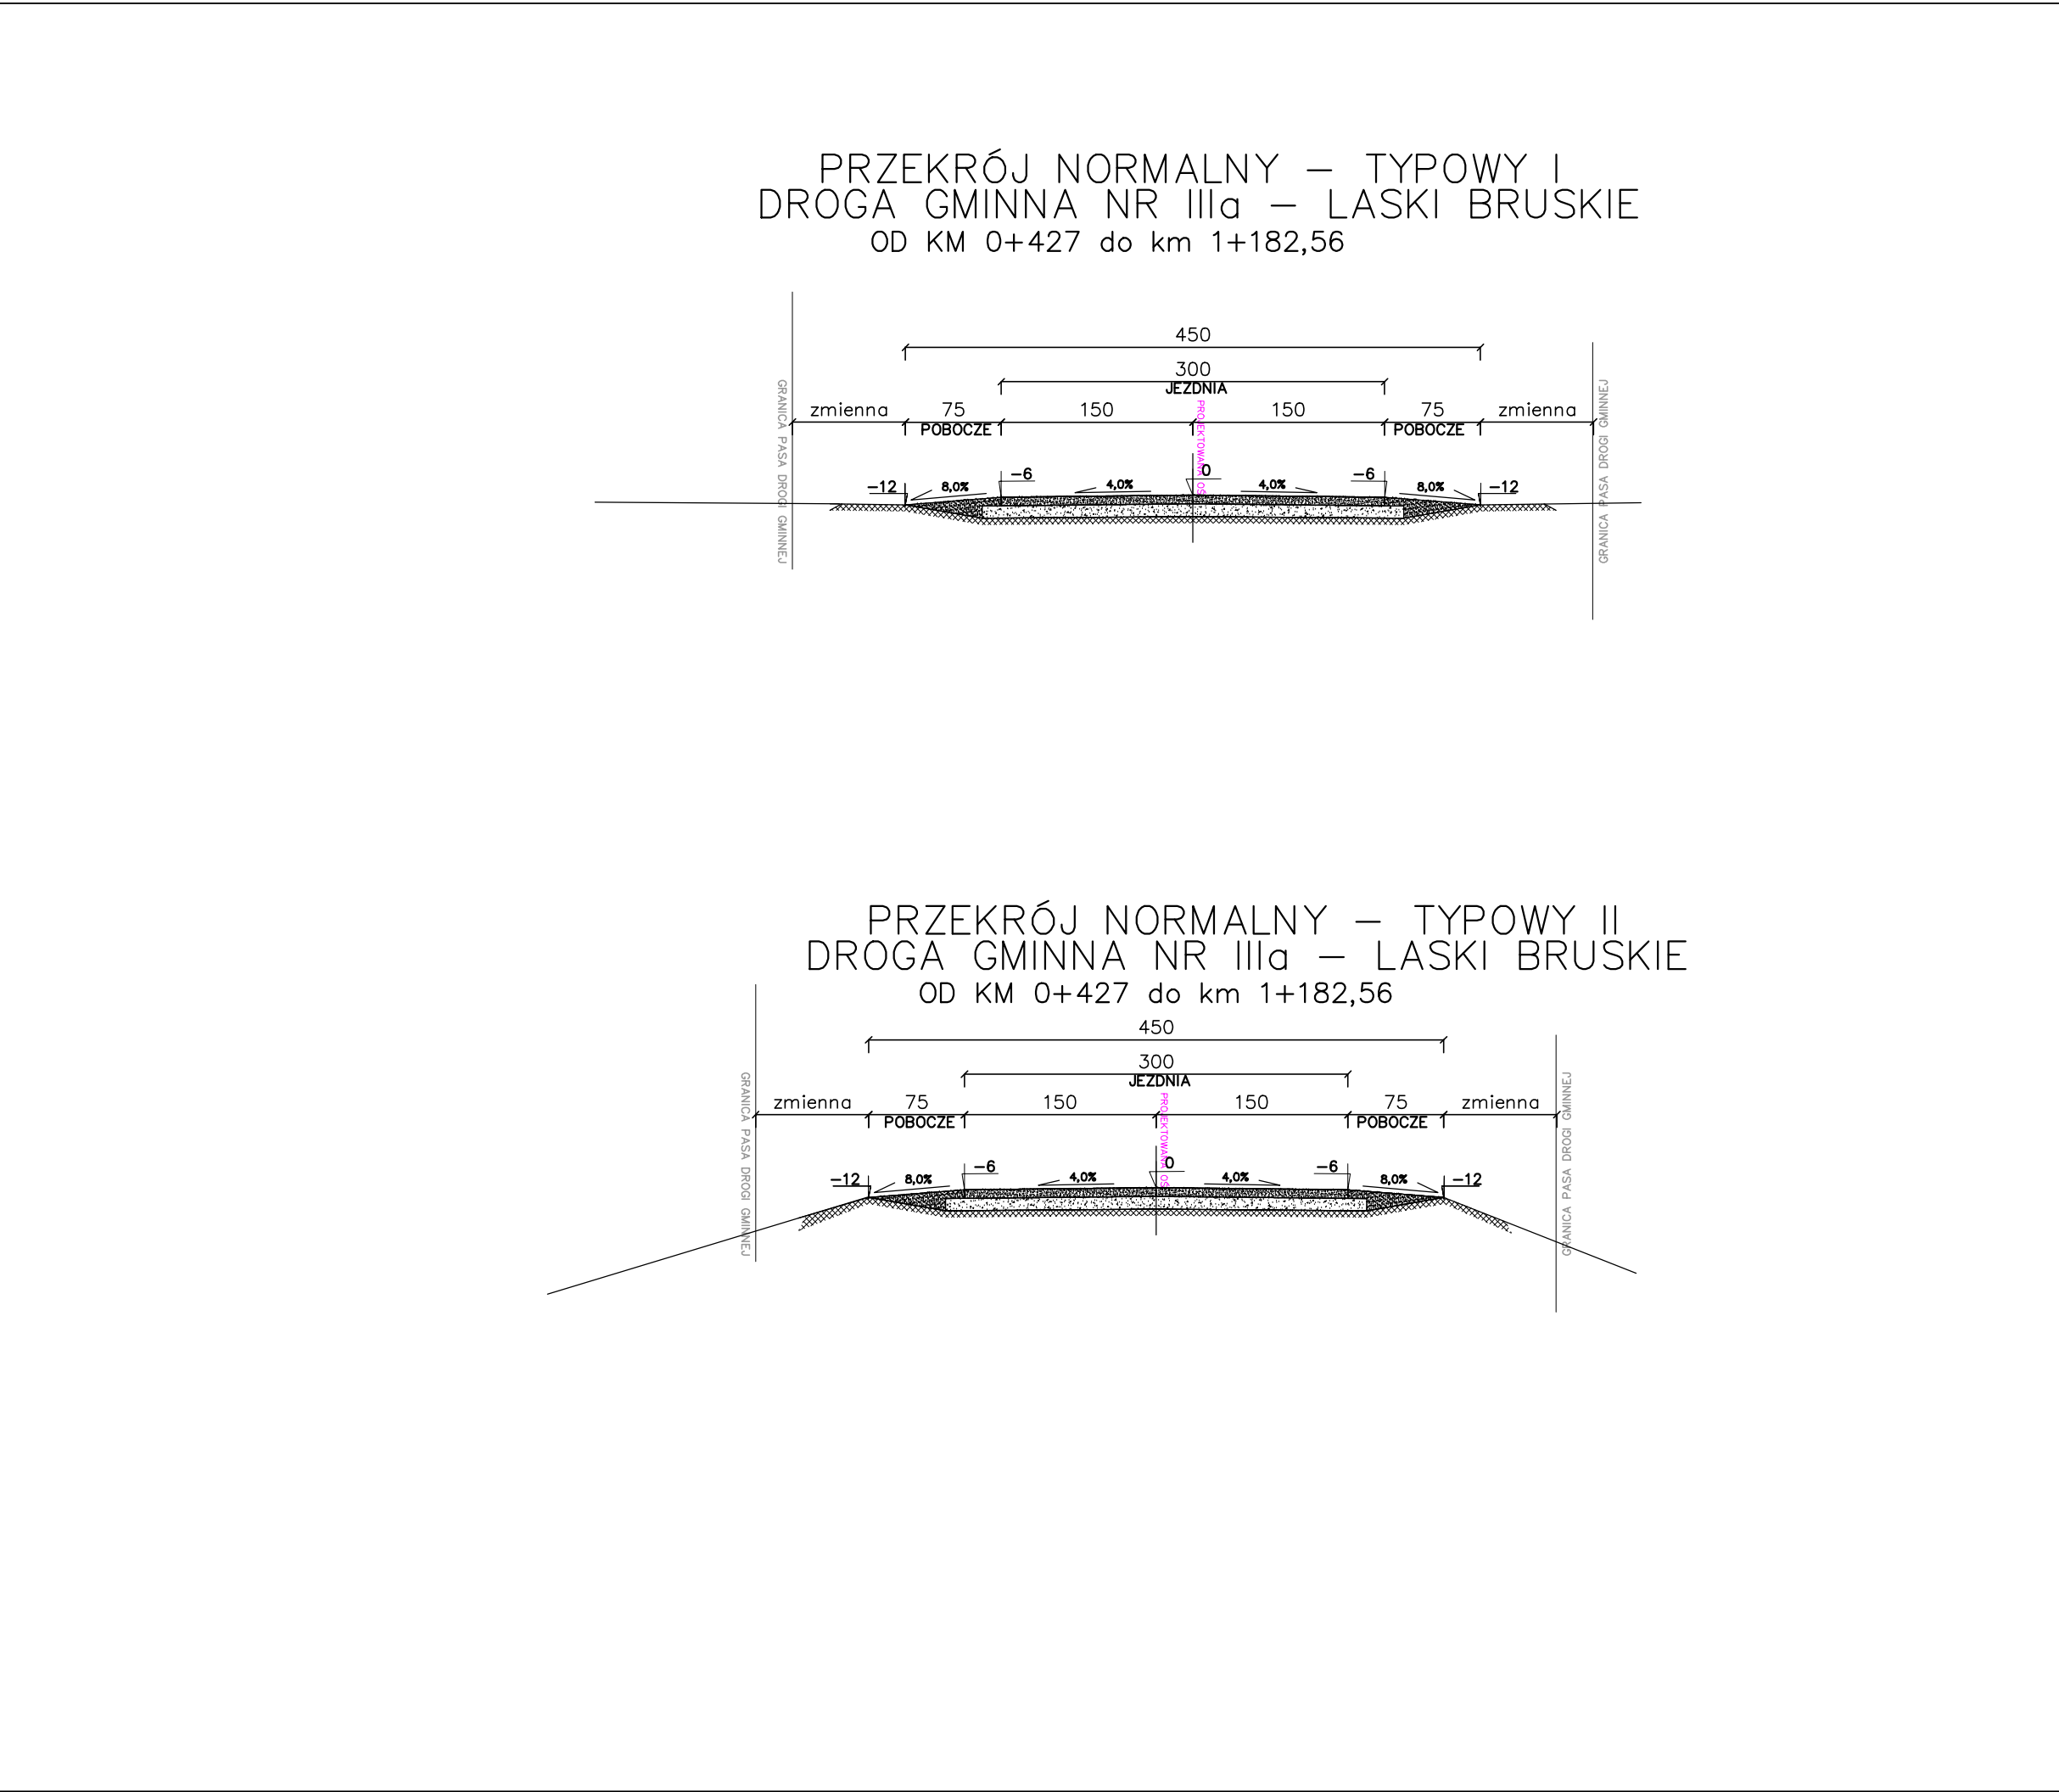 PRZEKRÓJ NORMALNY – TYPOWY I
DROGA GMINNA NR IIIa – LASKI BRUSKIE
OD KM 0+427 do km 1+182,56
450
300
JEZDNIA
zmienna 75 150 150 75 zmienna
POBOCZE POBOCZE
GRANICA PASA DROGI GMINNEJ
PROJEKTOWANA OŚ
GRANICA PASA DROGI GMINNEJ
-12 8,0% -6 4,0% 0 4,0% -6 8,0% -12
PRZEKRÓJ NORMALNY – TYPOWY II
DROGA GMINNA NR IIIa – LASKI BRUSKIE
OD KM 0+427 do km 1+182,56
450
300
JEZDNIA
zmienna 75 150 150 75 zmienna
POBOCZE POBOCZE
GRANICA PASA DROGI GMINNEJ
PROJEKTOWANA OŚ
GRANICA PASA DROGI GMINNEJ
-12 8,0% -6 4,0% 0 4,0% -6 8,0% -12